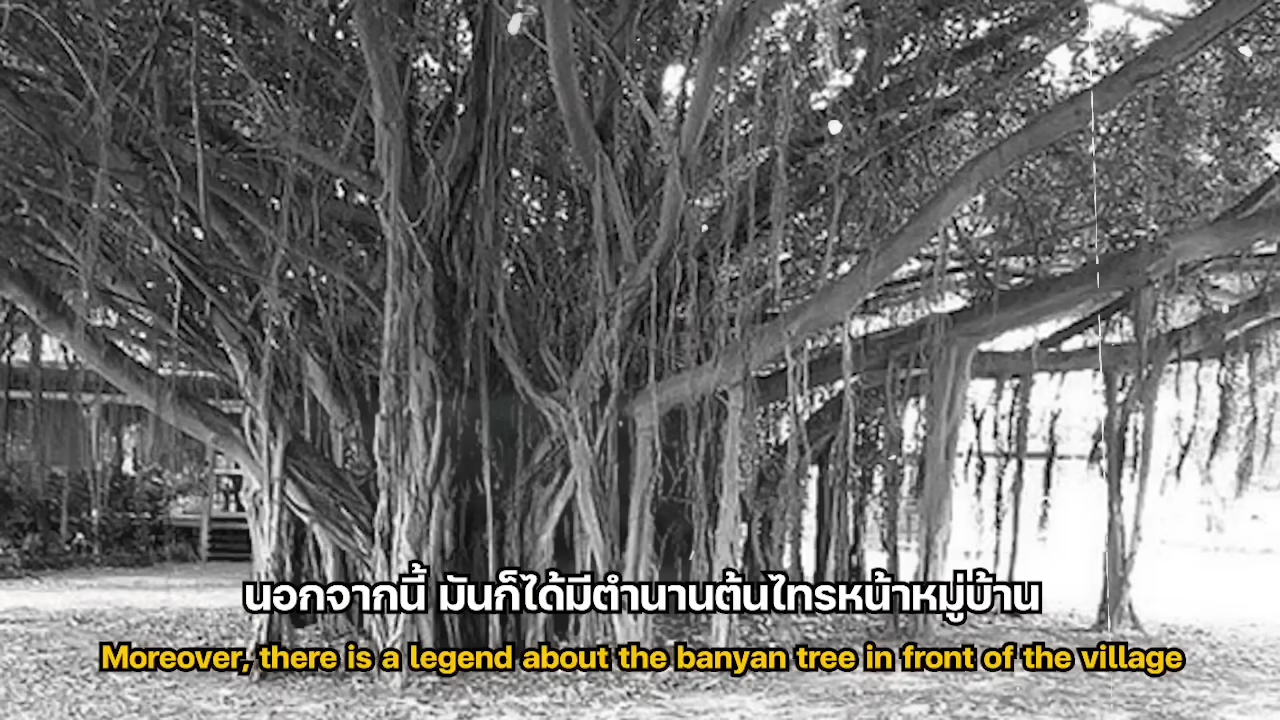 นอกจากนี้ มันก็ได้มีตำนานต้นไทรหน้าหมู่บ้าน
Moreover, there is a legend about the banyan tree in front of the village